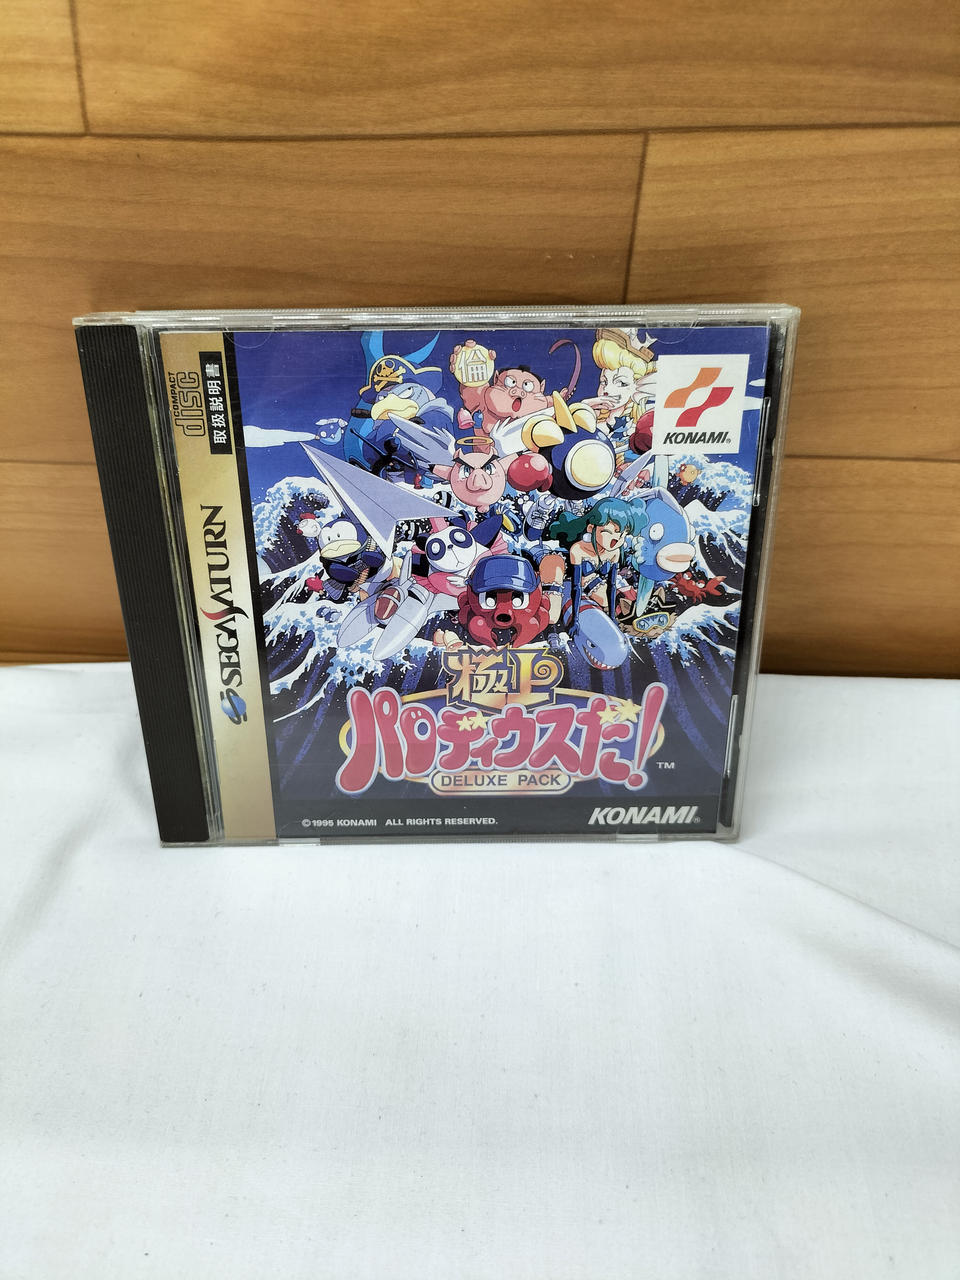 COMPACT
disc
取扱説明書
SEGA SATURN
KONAMI®
極上
パロディウスだ!
TM
DELUXE PACK
©1995 KONAMI ALL RIGHTS RESERVED.
KONAMI®